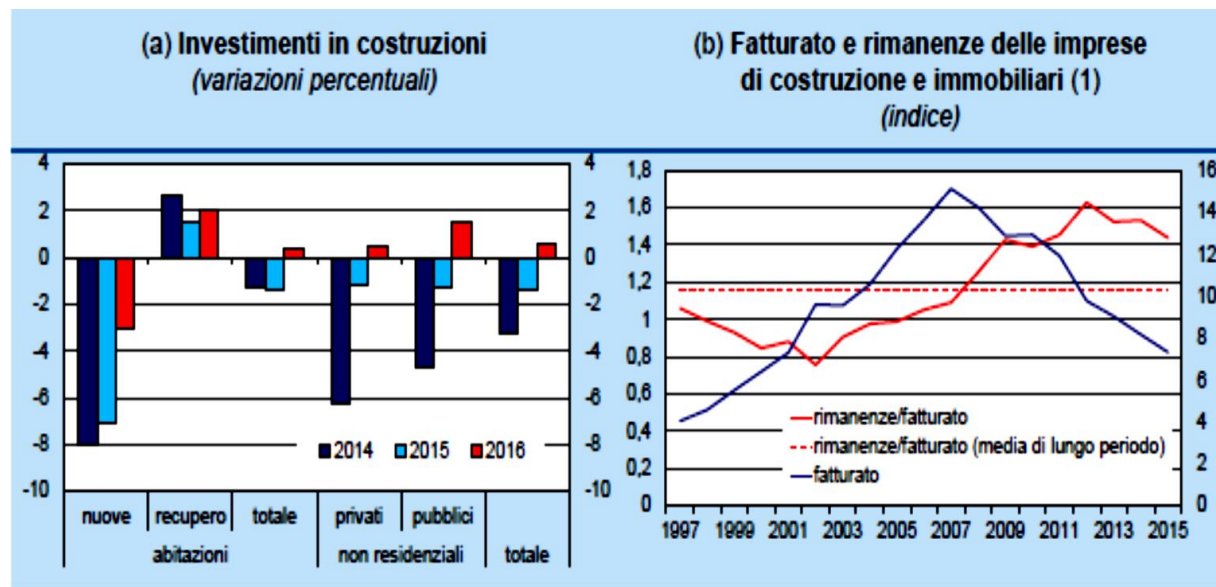 (a) Investimenti in costruzioni
(variazioni percentuali)
4 4
2 2
0 0
-2 -2
-4 -4
-6 -6
-8 -8
-10 -10
2014 2015 2016
nuove recupero totale privati pubblici
abitazioni non residenziali totale
(b) Fatturato e rimanenze delle imprese
di costruzione e immobiliari (1)
(indice)
1,8 16
1,6 14
1,4 12
1,2 10
1 8
0,8 6
0,6 4
0,4 2
0,2 0
0
rimanenze/fatturato
rimanenze/fatturato (media di lungo periodo)
fatturato
1997 1999 2001 2003 2005 2007 2009 2011 2013 2015